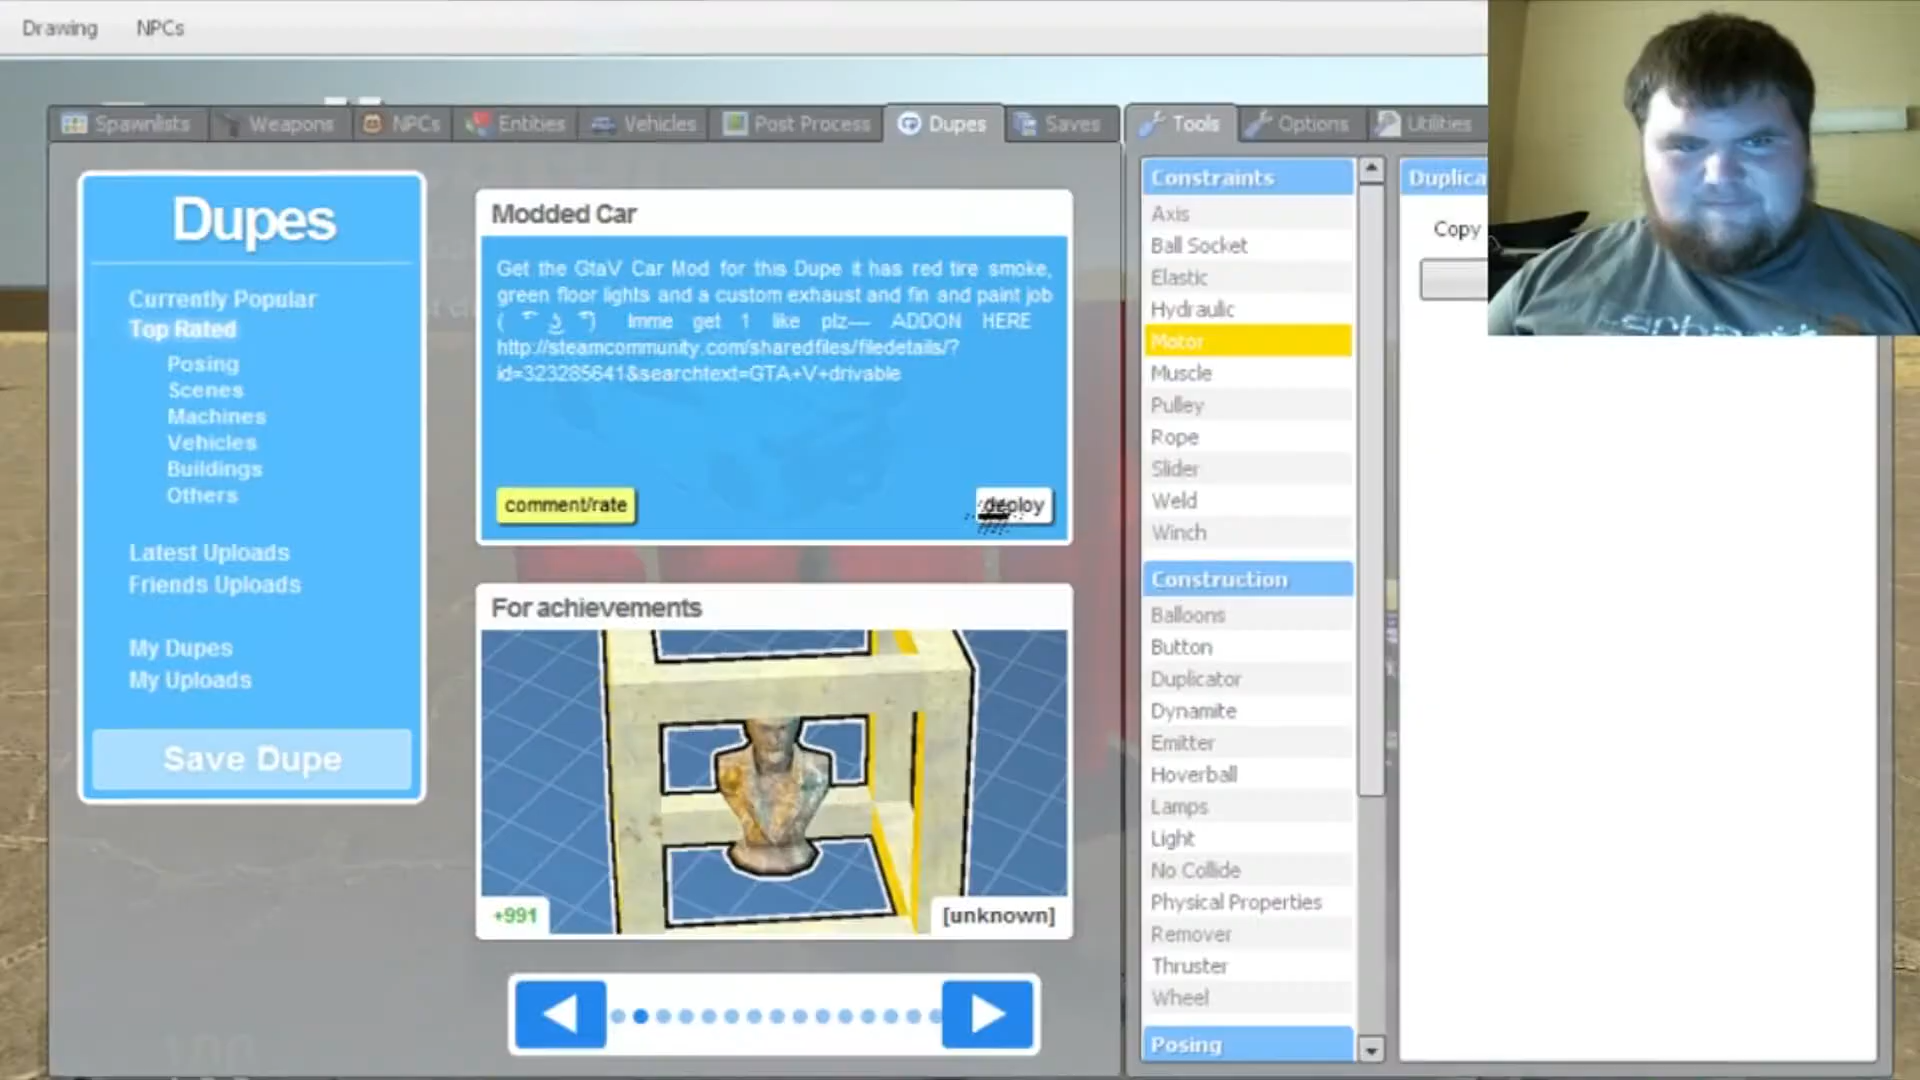 Drawing NPCs
Spawnlists Weapons NPCs Entities Vehicles Post Process Dupes Saves
Tools Options Utilities
Dupes
Currently Popular
Top Rated
Posing
Scenes
Machines
Vehicles
Buildings
Others
Latest Uploads
Friends Uploads
My Dupes
My Uploads
Save Dupe
Modded Car
Get the GtaV Car Mod for this Dupe it has red tire smoke,
green floor lights and a custom exhaust and fin and paint job
( ͡° ͜ʖ ͡°) lmme get 1 like plz— ADDON HERE
http://steamcommunity.com/sharedfiles/filedetails/?
id=323285641&searchtext=GTA+V+drivable
comment/rate
deploy
For achievements
+991
[unknown]
Constraints
Axis
Ball Socket
Elastic
Hydraulic
Motor
Muscle
Pulley
Rope
Slider
Weld
Winch
Construction
Balloons
Button
Duplicator
Dynamite
Emitter
Hoverball
Lamps
Light
No Collide
Physical Properties
Remover
Thruster
Wheel
Posing
Duplica
Copy
100